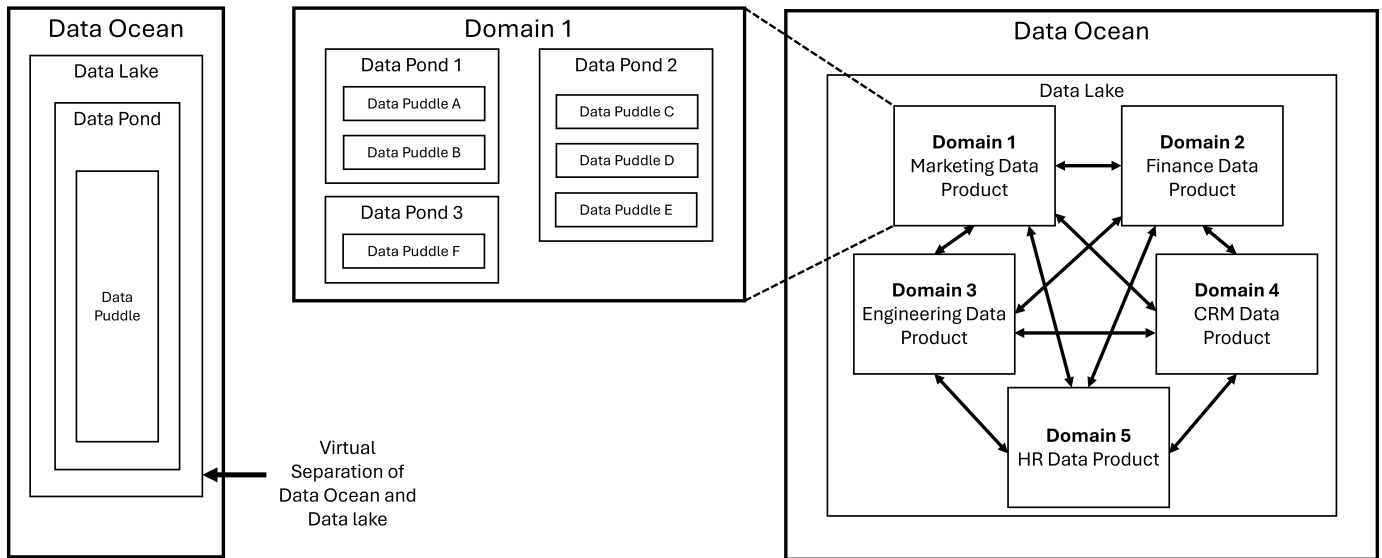 Data Ocean
Data Lake
Data Pond
Data
Puddle
Virtual
Separation of
Data Ocean and
Data lake
Domain 1
Data Pond 1
Data Puddle A
Data Puddle B
Data Pond 2
Data Puddle C
Data Puddle D
Data Puddle E
Data Pond 3
Data Puddle F
Data Ocean
Data Lake
Domain 1
Marketing Data
Product
Domain 2
Finance Data
Product
Domain 3
Engineering Data
Product
Domain 4
CRM Data
Product
Domain 5
HR Data Product